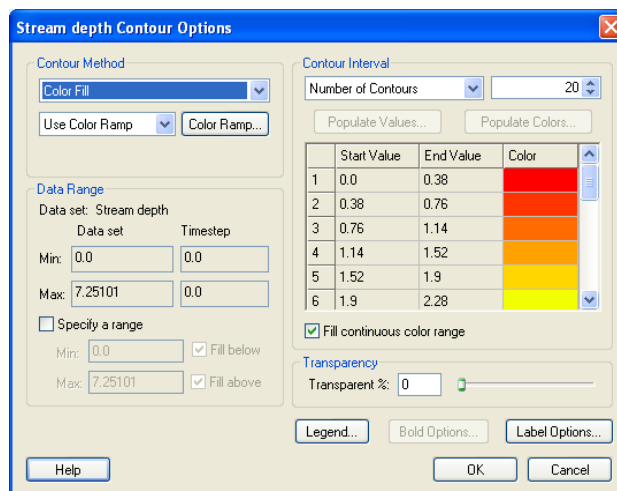 Stream depth Contour Options
Contour Method
Color Fill
Use Color Ramp Color Ramp...
Data Range
Data set: Stream depth
Data set Timestep
Min: 0.0 0.0
Max: 7.25101 0.0
Specify a range
Min: 0.0 Fill below
Max: 7.25101 Fill above
Contour Interval
Number of Contours 20
Populate Values... Populate Colors...
Start Value End Value Color
1 0.0 0.38
2 0.38 0.76
3 0.76 1.14
4 1.14 1.52
5 1.52 1.9
6 1.9 2.28
Fill continuous color range
Transparency
Transparent %: 0
Legend... Bold Options... Label Options...
Help OK Cancel